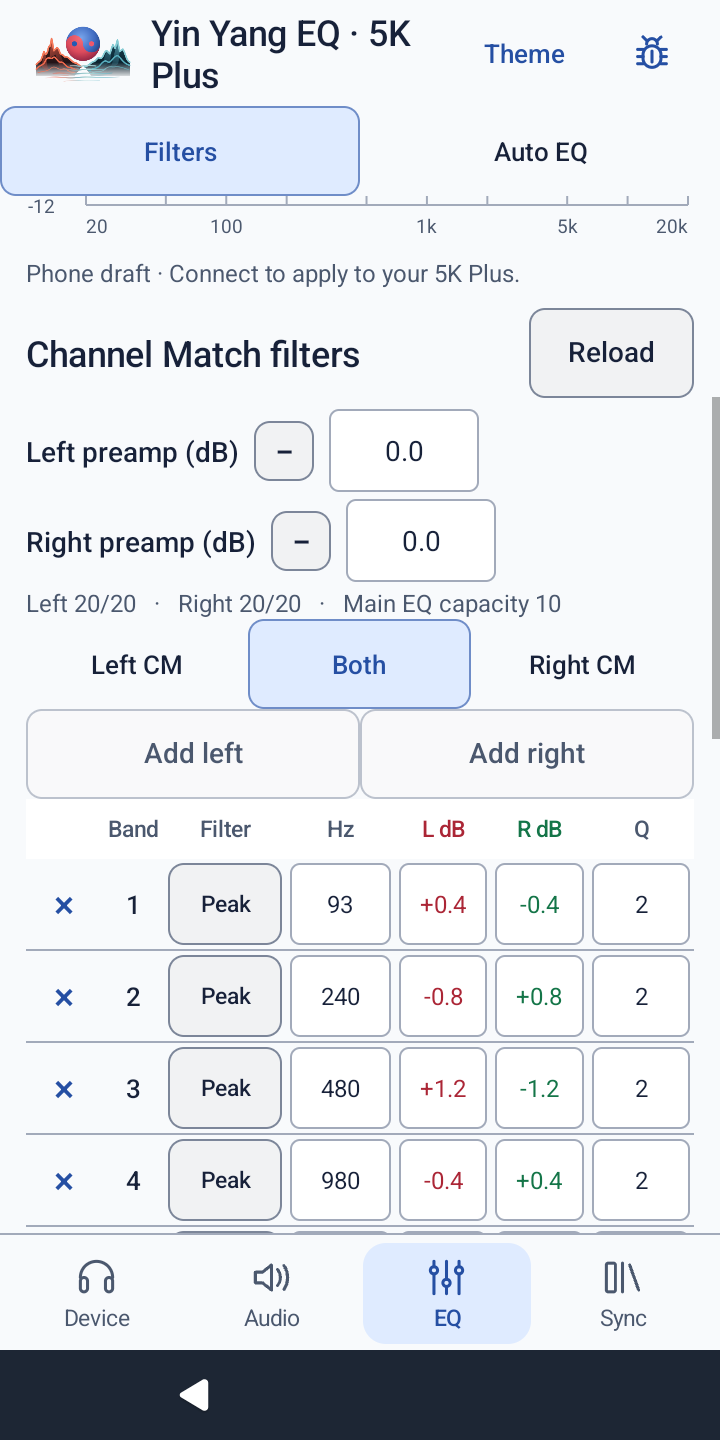 Yin Yang EQ · 5K
Plus
Theme
Filters
Auto EQ
-12
20 100 1k 5k 20k
Phone draft · Connect to apply to your 5K Plus.
Channel Match filters
Reload
Left preamp (dB) − 0.0
Right preamp (dB) − 0.0
Left 20/20 · Right 20/20 · Main EQ capacity 10
Left CM Both Right CM
Add left Add right
Band Filter Hz L dB R dB Q
× 1 Peak 93 +0.4 -0.4 2
× 2 Peak 240 -0.8 +0.8 2
× 3 Peak 480 +1.2 -1.2 2
× 4 Peak 980 -0.4 +0.4 2
Device Audio EQ Sync